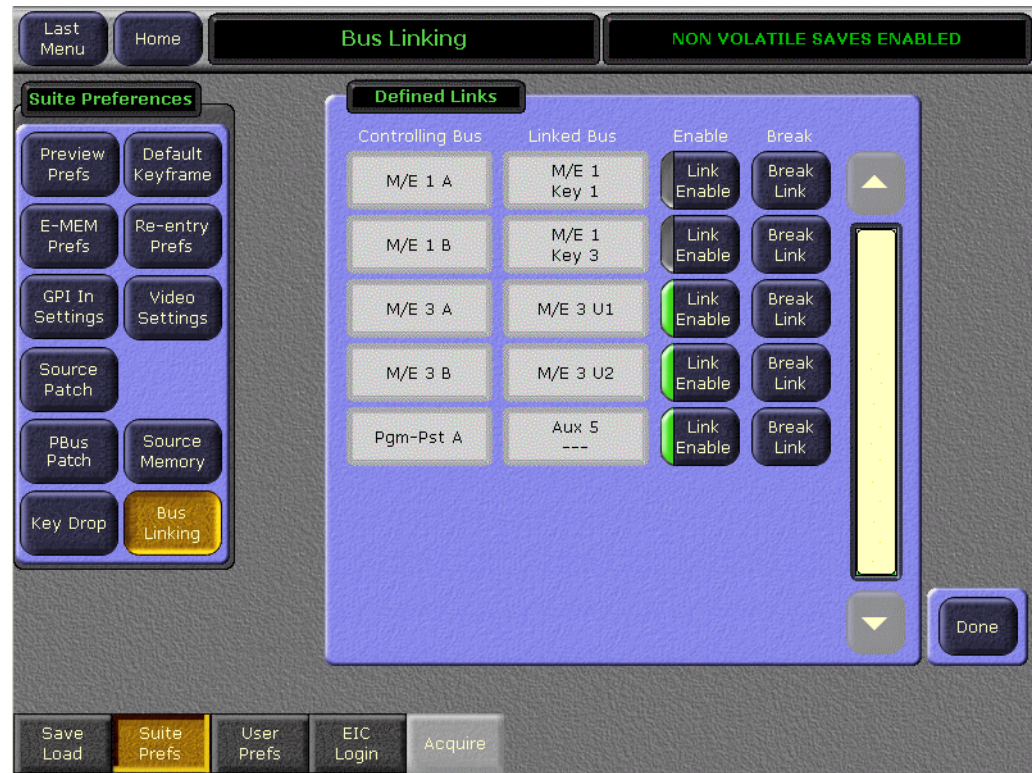 Last
Menu
Home
Bus Linking
NON VOLATILE SAVES ENABLED
Suite Preferences
Preview
Prefs
Default
Keyframe
E-MEM
Prefs
Re-entry
Prefs
GPI In
Settings
Video
Settings
Source
Patch
PBus
Patch
Source
Memory
Key Drop
Bus
Linking
Defined Links
Controlling Bus
Linked Bus
Enable
Break
M/E 1 A
M/E 1
Key 1
Link
Enable
Break
Link
M/E 1 B
M/E 1
Key 3
Link
Enable
Break
Link
M/E 3 A
M/E 3 U1
Link
Enable
Break
Link
M/E 3 B
M/E 3 U2
Link
Enable
Break
Link
Pgm-Pst A
Aux 5
---
Link
Enable
Break
Link
Done
Save
Load
Suite
Prefs
User
Prefs
EIC
Login
Acquire